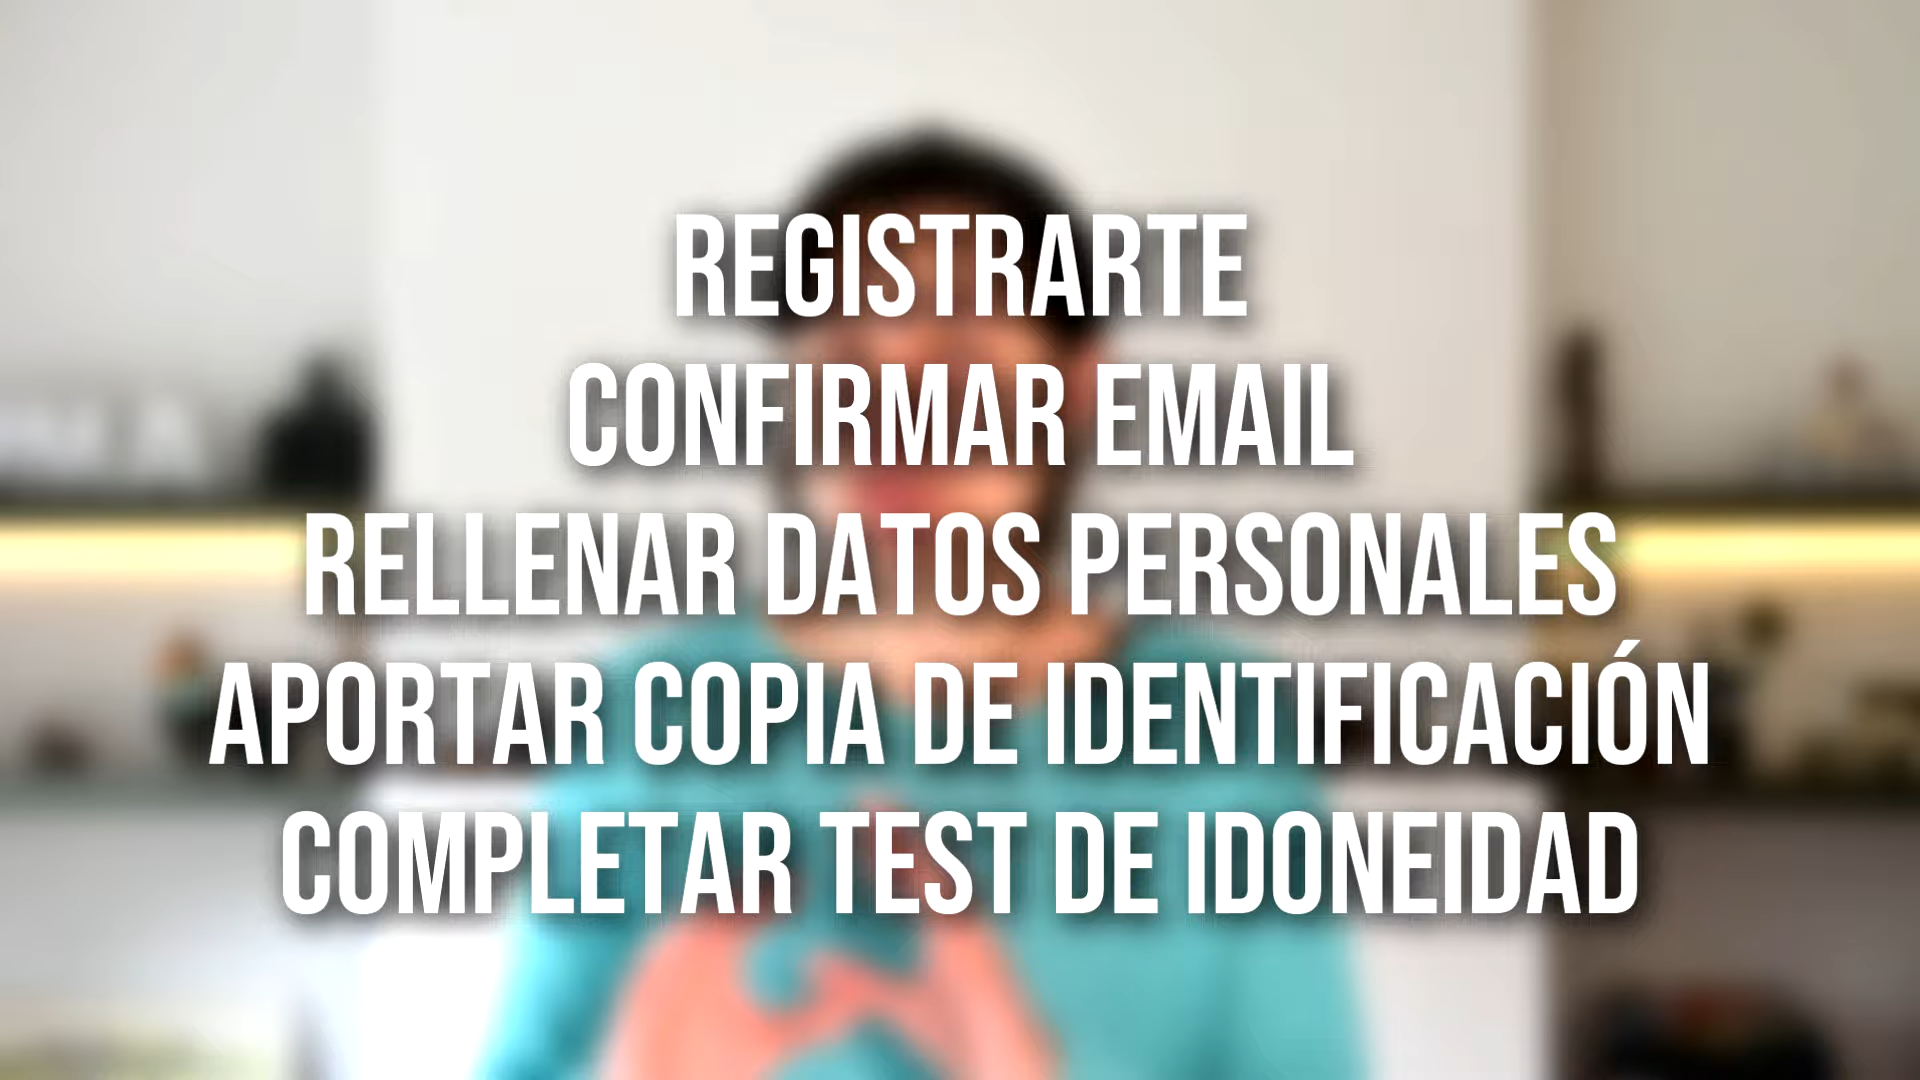 REGISTRARTE
CONFIRMAR EMAIL
RELLENAR DATOS PERSONALES
APORTAR COPIA DE IDENTIFICACIÓN
COMPLETAR TEST DE IDONEIDAD